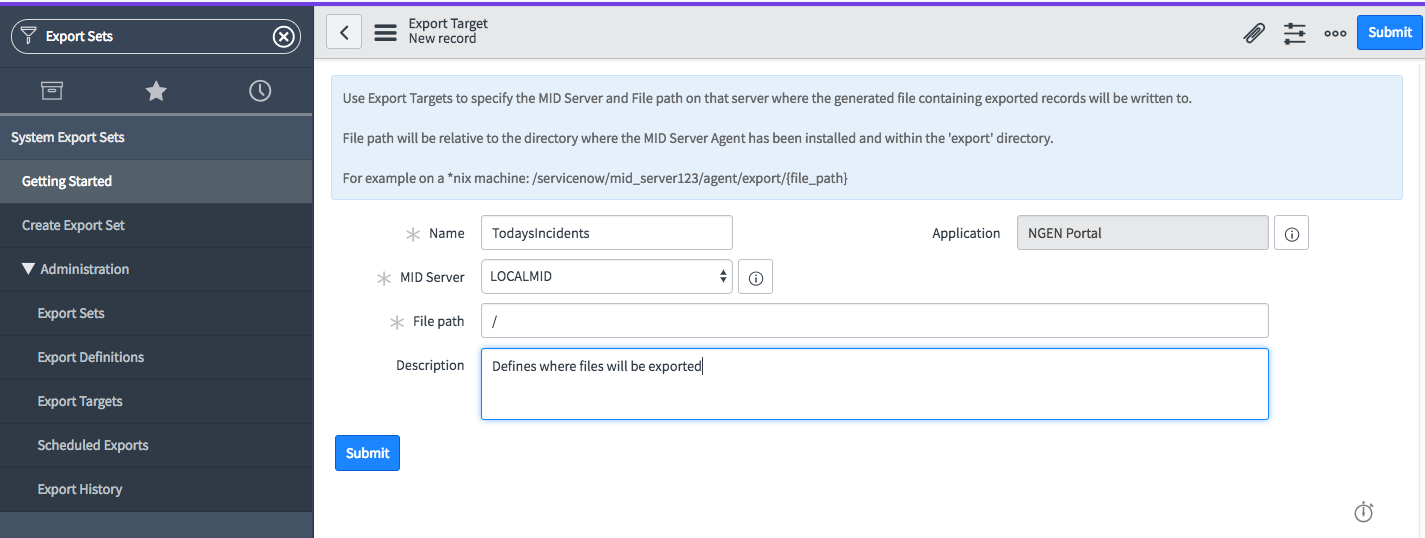 Export Sets
System Export Sets
Getting Started
Create Export Set
Administration
Export Sets
Export Definitions
Export Targets
Scheduled Exports
Export History
Export Target
New record
Submit
Use Export Targets to specify the MID Server and File path on that server where the generated file containing exported records will be written to.
File path will be relative to the directory where the MID Server Agent has been installed and within the 'export' directory.
For example on a *nix machine: /servicenow/mid_server123/agent/export/{file_path}
Name TodaysIncidents Application NGEN Portal
MID Server LOCALMID
File path /
Description Defines where files will be exported
Submit